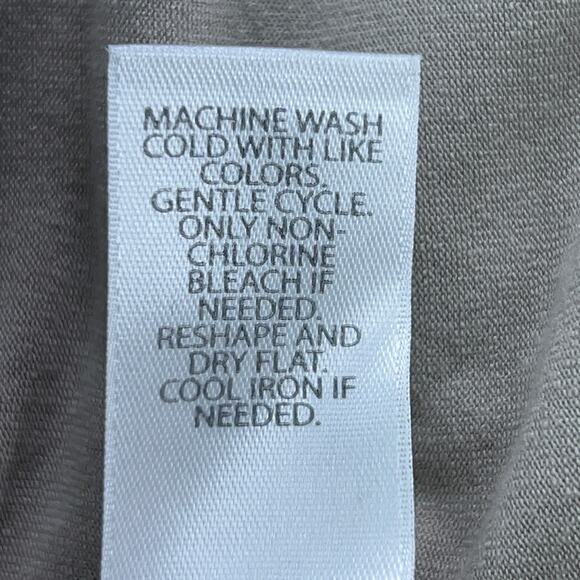 MACHINE WASH
COLD WITH LIKE
COLORS.
GENTLE CYCLE.
ONLY NON-
CHLORINE
BLEACH IF
NEEDED.
RESHAPE AND
DRY FLAT.
COOL IRON IF
NEEDED.